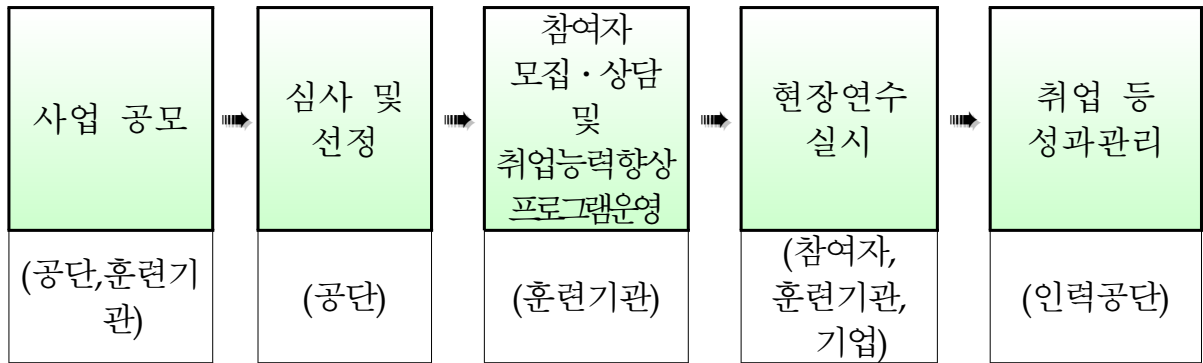 사업 공모
심사 및
선정
참여자
모집·상담
및
취업능력향상
프로그램운영
현장연수
실시
취업 등
성과관리
(공단,훈련기
관)
(공단)
(훈련기관)
(참여자,
훈련기관,
기업)
(인력공단)